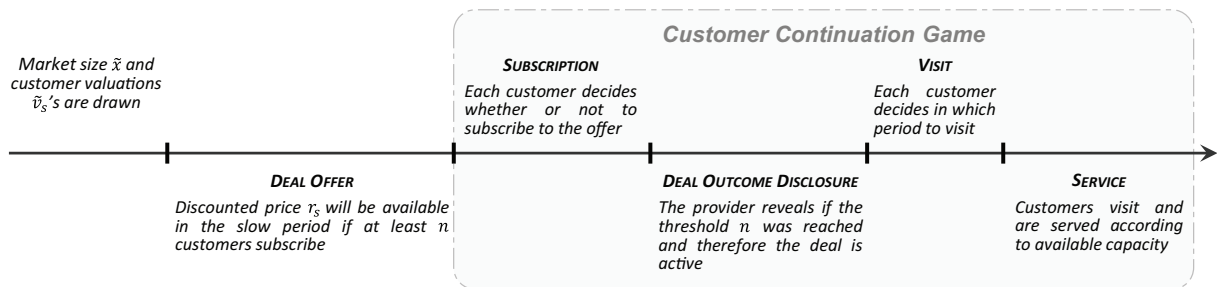 Customer Continuation Game
Market size x̃ and
customer valuations
ṽₛ's are drawn
SUBSCRIPTION
Each customer decides
whether or not to
subscribe to the offer
VISIT
Each customer
decides in which
period to visit
DEAL OFFER
Discounted price rₛ will be available
in the slow period if at least n
customers subscribe
DEAL OUTCOME DISCLOSURE
The provider reveals if the
threshold n was reached
and therefore the deal is
active
SERVICE
Customers visit and
are served according
to available capacity